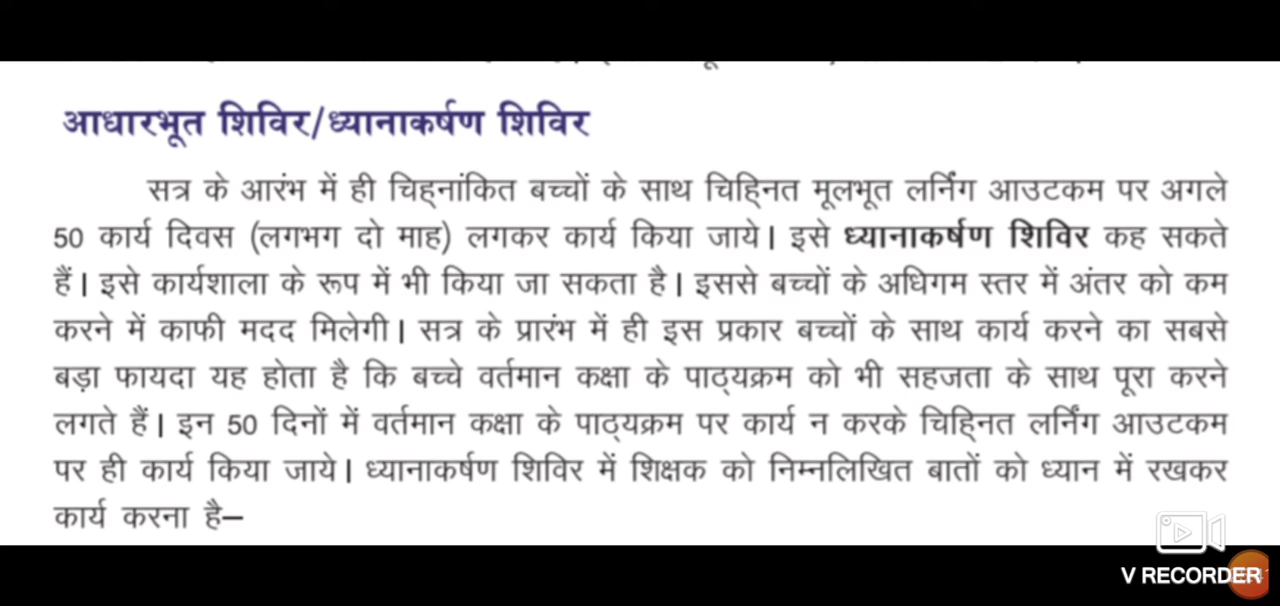 आधारभूत शिविर/ध्यानाकर्षण शिविर
सत्र के आरंभ में ही चिह्नांकित बच्चों के साथ चिह्नित मूलभूत लर्निंग आउटकम पर अगले
50 कार्य दिवस (लगभग दो माह) लगकर कार्य किया जाये। इसे ध्यानाकर्षण शिविर कह सकते
हैं। इसे कार्यशाला के रूप में भी किया जा सकता है। इससे बच्चों के अधिगम स्तर में अंतर को कम
करने में काफी मदद मिलेगी। सत्र के प्रारंभ में ही इस प्रकार बच्चों के साथ कार्य करने का सबसे
बड़ा फायदा यह होता है कि बच्चे वर्तमान कक्षा के पाठ्यक्रम को भी सहजता के साथ पूरा करने
लगते हैं। इन 50 दिनों में वर्तमान कक्षा के पाठ्यक्रम पर कार्य न करके चिह्नित लर्निंग आउटकम
पर ही कार्य किया जाये। ध्यानाकर्षण शिविर में शिक्षक को निम्नलिखित बातों को ध्यान में रखकर
कार्य करना है–
V RECORDER